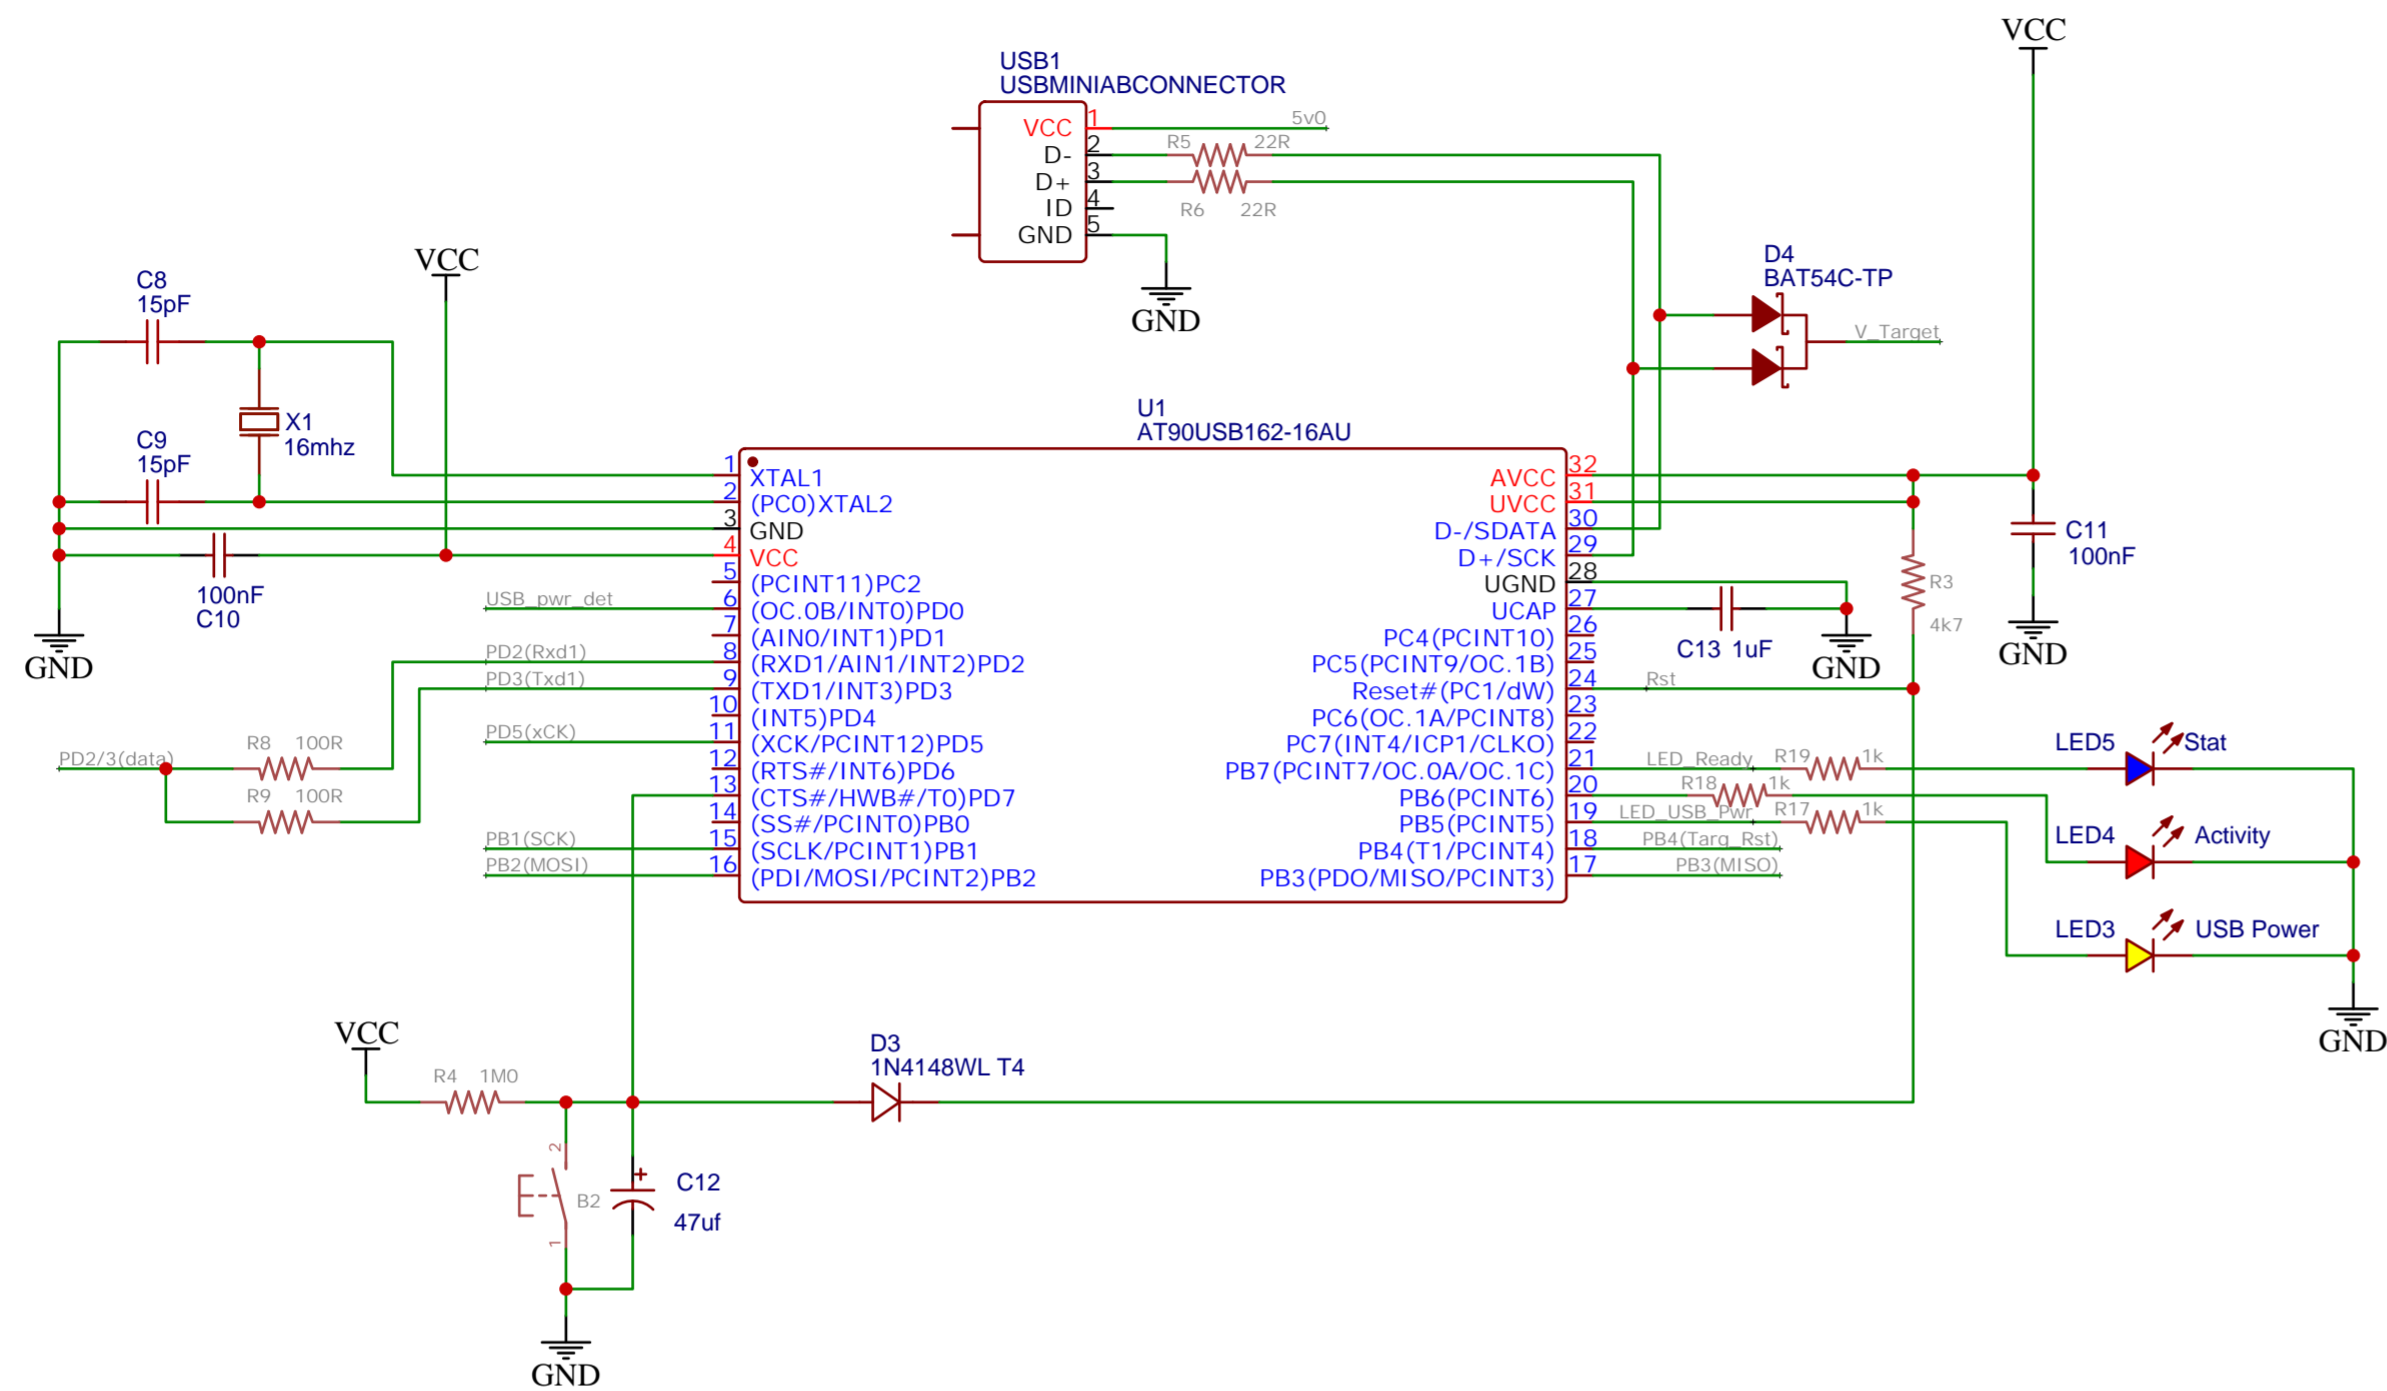 VCC
USB1
USBMINIABCONNECTOR
VCC 1 5v0
D- 2 R5 22R
D+ 3
ID 4 R6 22R
GND 5
GND
D4
BAT54C-TP
V_Target
VCC
C8
15pF
X1
16mhz
C9
15pF
100nF
C10
GND
U1
AT90USB162-16AU
1 XTAL1
2 (PC0)XTAL2
3 GND
4 VCC
5 (PCINT11)PC2
USB_pwr_det 6 (OC.0B/INT0)PD0
7 (AIN0/INT1)PD1
PD2(Rxd1) 8 (RXD1/AIN1/INT2)PD2
PD3(Txd1) 9 (TXD1/INT3)PD3
10 (INT5)PD4
PD5(xCK) 11 (XCK/PCINT12)PD5
12 (RTS#/INT6)PD6
13 (CTS#/HWB#/T0)PD7
14 (SS#/PCINT0)PB0
PB1(SCK) 15 (SCLK/PCINT1)PB1
PB2(MOSI) 16 (PDI/MOSI/PCINT2)PB2
R8 100R
PD2/3(data)
R9 100R
AVCC 32
UVCC 31
D-/SDATA 30
D+/SCK 29
UGND 28
UCAP 27
PC4(PCINT10) 26
PC5(PCINT9/OC.1B) 25
Reset#(PC1/dW) 24 Rst
PC6(OC.1A/PCINT8) 23
PC7(INT4/ICP1/CLKO) 22
PB7(PCINT7/OC.0A/OC.1C) 21 LED_Ready R19 1k
PB6(PCINT6) 20 R18 1k
PB5(PCINT5) 19 LED_USB_Pwr R17 1k
PB4(T1/PCINT4) 18 PB4(Targ_Rst)
PB3(PDO/MISO/PCINT3) 17 PB3(MISO)
C13 1uF
GND
R3
4k7
C11
100nF
GND
LED5 Stat
LED4 Activity
LED3 USB Power
GND
VCC
R4 1M0
D3
1N4148WL T4
2
B2
1
+
C12
47uf
GND